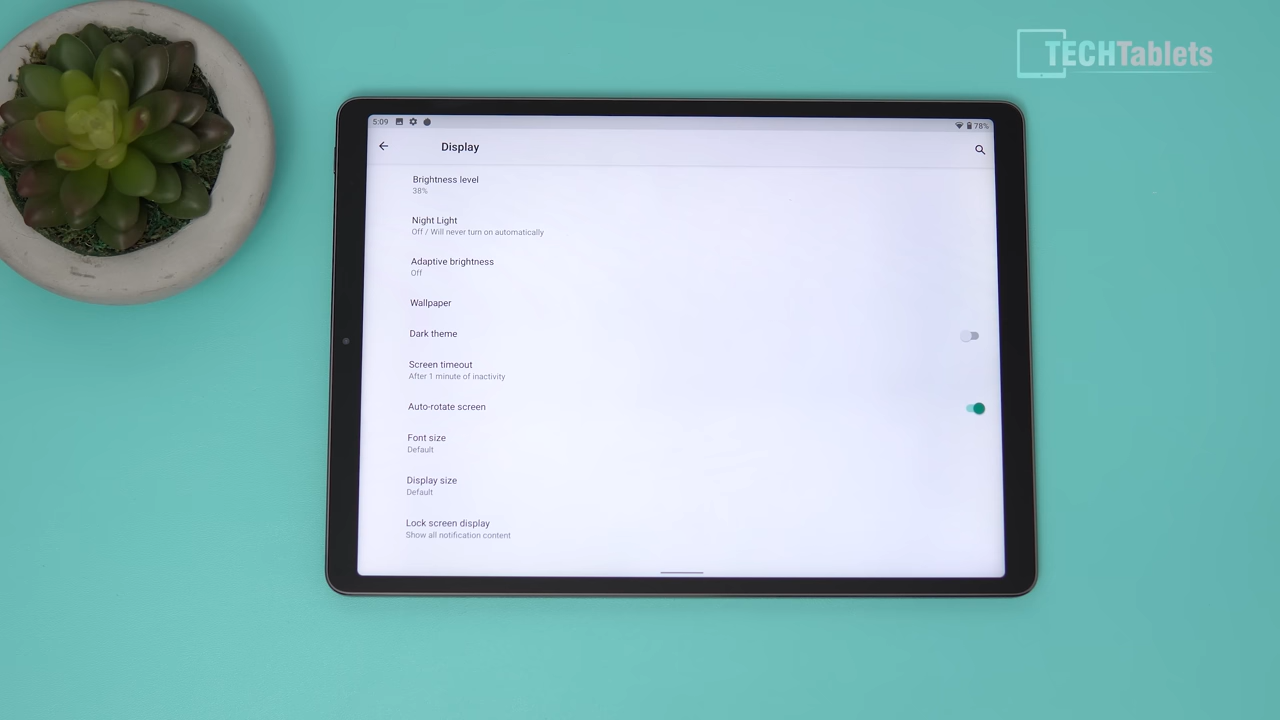 TECHTablets
5:09
78%
Display
Brightness level
38%
Night Light
Off / Will never turn on automatically
Adaptive brightness
Off
Wallpaper
Dark theme
Screen timeout
After 1 minute of inactivity
Auto-rotate screen
Font size
Default
Display size
Default
Lock screen display
Show all notification content